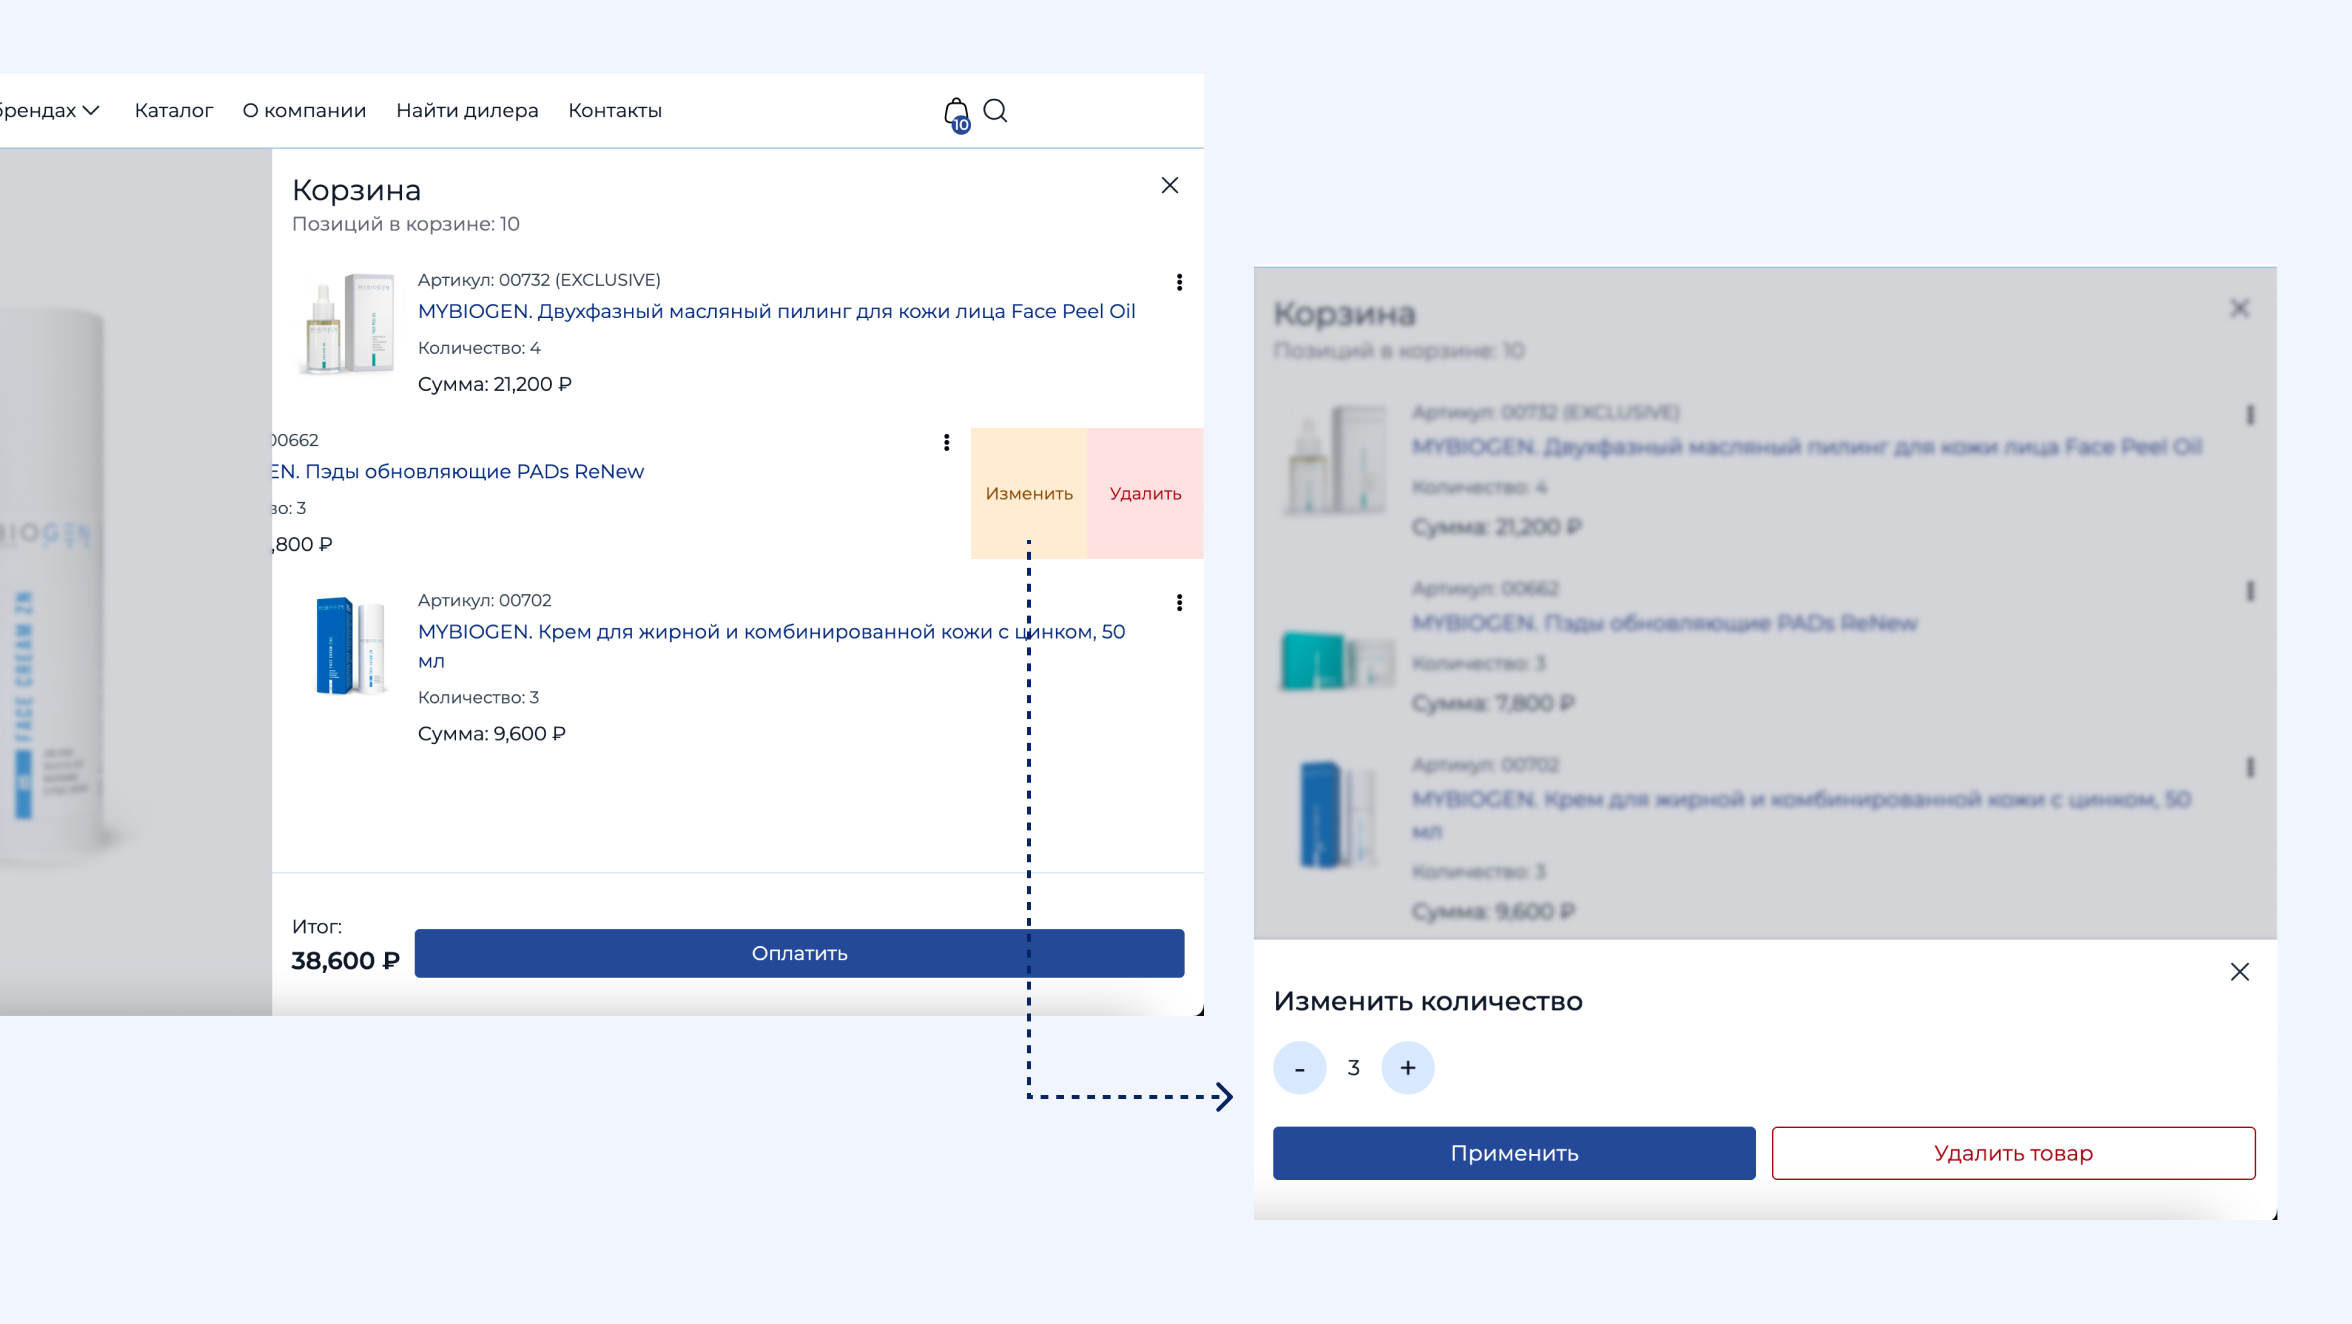 брендах
Каталог
О компании
Найти дилера
Контакты
10
Корзина
Позиций в корзине: 10
Артикул: 00732 (EXCLUSIVE)
MYBIOGEN. Двухфазный масляный пилинг для кожи лица Face Peel Oil
Количество: 4
Сумма: 21,200 ₽
00662
EN. Пэды обновляющие PADs ReNew
во: 3
,800 ₽
Изменить
Удалить
Артикул: 00702
MYBIOGEN. Крем для жирной и комбинированной кожи с цинком, 50
мл
Количество: 3
Сумма: 9,600 ₽
Итог:
38,600 ₽
Оплатить
BIOGEN
FACE CREAM ZN
Корзина
Позиций в корзине: 10
Артикул: 00732 (EXCLUSIVE)
MYBIOGEN. Двухфазный масляный пилинг для кожи лица Face Peel Oil
Количество: 4
Сумма: 21,200 ₽
Артикул: 00662
MYBIOGEN. Пэды обновляющие PADs ReNew
Количество: 3
Сумма: 7,800 ₽
Артикул: 00702
MYBIOGEN. Крем для жирной и комбинированной кожи с цинком, 50
мл
Количество: 3
Сумма: 9,600 ₽
Изменить количество
- 3 +
Применить
Удалить товар